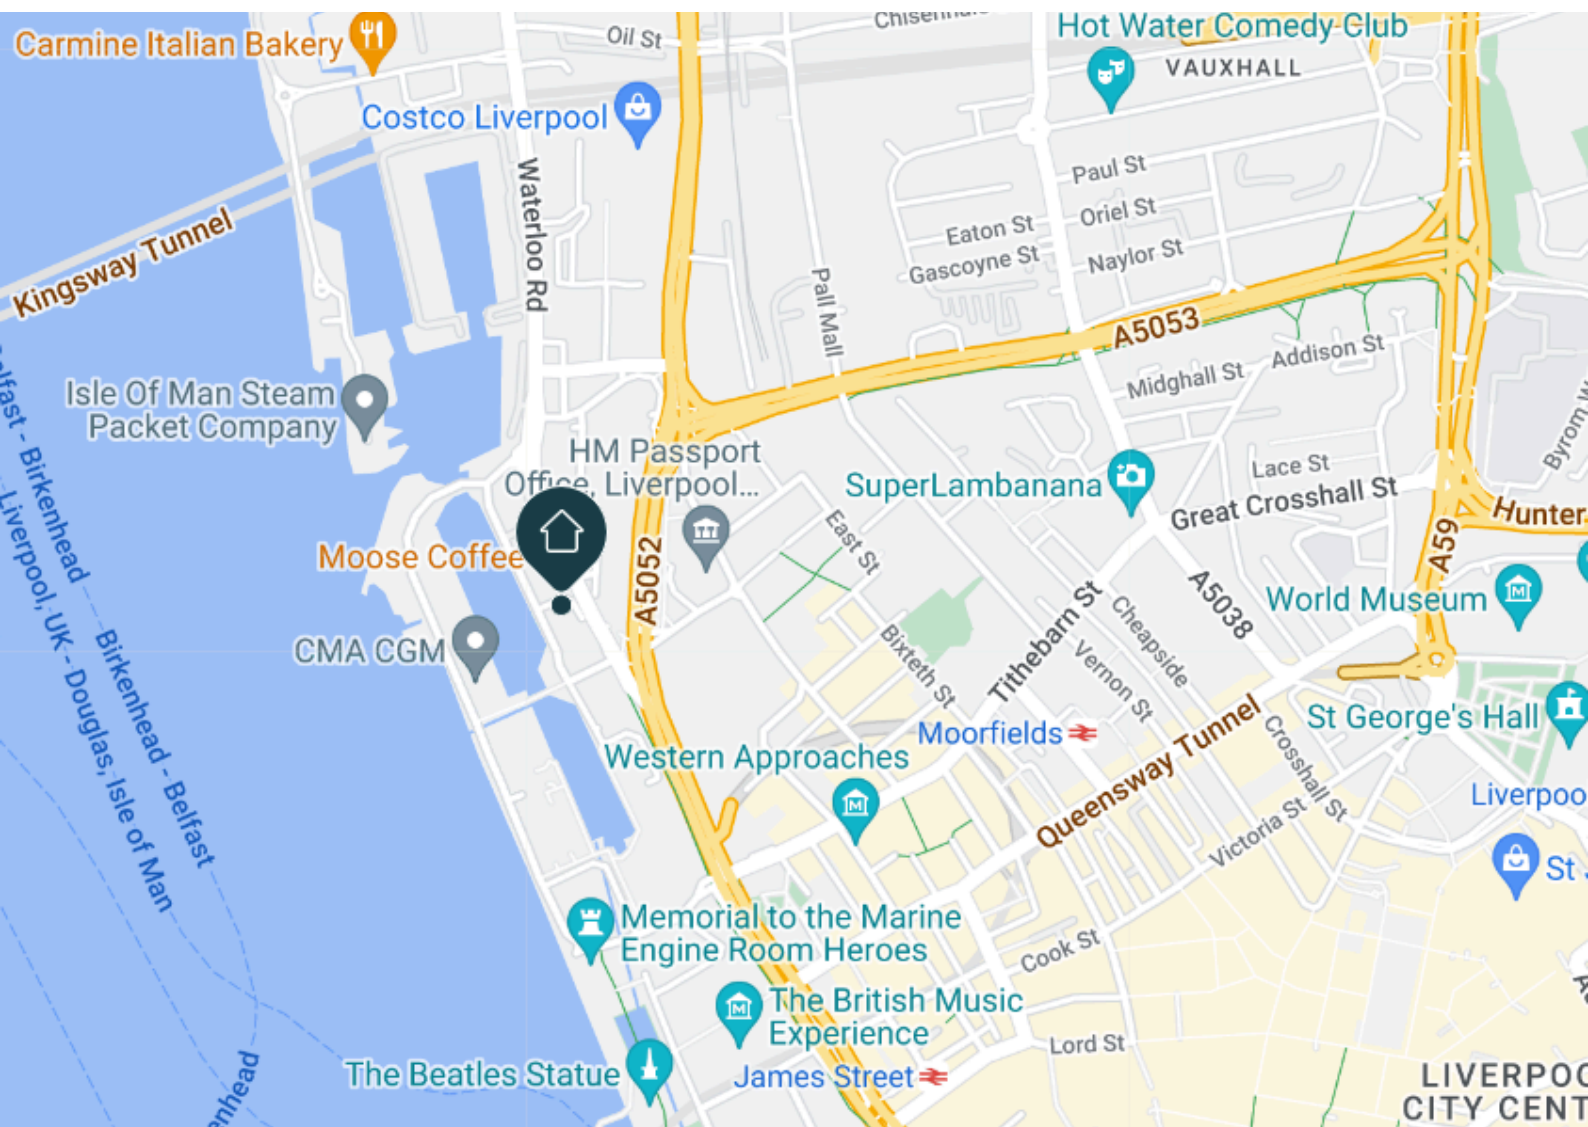 Chisenhale
Hot Water Comedy Club
Carmine Italian Bakery
Oil St
VAUXHALL
Costco Liverpool
Waterloo Rd
Paul St
Oriel St
Eaton St
Naylor St
Gascoyne St
Kingsway Tunnel
Pall Mall
A5053
Addison St
Midghall St
Isle Of Man Steam
Packet Company
Byrom
HM Passport
Office, Liverpool...
Lace St
SuperLambanana
Great Crosshall St
Hunter
elfast - Birkenhead
Birkenhead - Belfast
Liverpool, UK - Douglas, Isle of Man
East St
A59
Moose Coffee
A5052
A5038
World Museum
Cheapside
Tithebarn St
CMA CGM
Bixteth St
Vernon St
St George's Hall
Moorfields
Queensway Tunnel
Crosshall St
Western Approaches
Liverpoo
Victoria St
St
Memorial to the Marine
Engine Room Heroes
Cook St
The British Music
Experience
Lord St
The Beatles Statue
James Street
enhead
LIVERPOO
CITY CENT